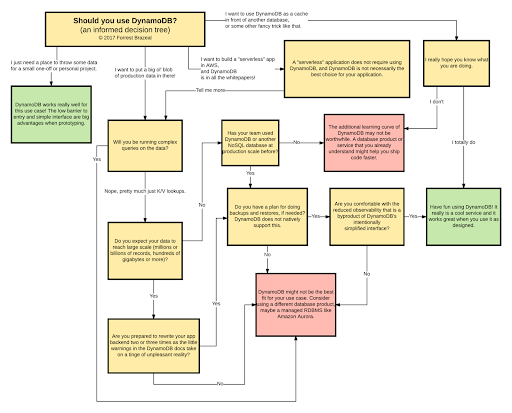 Should you use DynamoDB?
(an informed decision tree)
© 2017 Forrest Brazeal
I want to use DynamoDB as a cache
in front of another database,
or some other fancy trick like that.
I just need a place to throw some data
for a small one-off or personal project.
I want to put a big ol' blob
of production data in there!
I want to build a "serverless" app
in AWS,
and DynamoDB
is in all the whitepapers!
A "serverless" application does not require using
DynamoDB, and DynamoDB is not necessarily the
best choice for your application.
I really hope you know what
you are doing.
Tell me more
I don't
I totally do
DynamoDB works really well for
this use case! The low barrier to
entry and simple interface are big
advantages when prototyping.
Will you be running complex
queries on the data?
Yes
Has your team used
DynamoDB or another
NoSQL database at
production scale before?
No
The additional learning curve of
DynamoDB may not be
worthwhile. A database product or
service that you already
understand might help you ship
code faster.
Yes
Nope, pretty much just K/V lookups.
No
Do you have a plan for doing
backups and restores, if needed?
DynamoDB does not natively
support this.
Yes
Are you comfortable with the
reduced observability that is a
byproduct of DynamoDB's
intentionally
simplified interface?
Yes
Have fun using DynamoDB! It
really is a cool service and it
works great when you use it as
designed.
Do you expect your data to
reach large scale (millions or
billions of records, hundreds of
gigabytes or more)?
No
No
Yes
Yes
DynamoDB might not be the best
fit for your use case. Consider
using a different database product,
maybe a managed RDBMS like
Amazon Aurora.
Are you prepared to rewrite your app
backend two or three times as the little
warnings in the DynamoDB docs take
on a tinge of unpleasant reality?
No